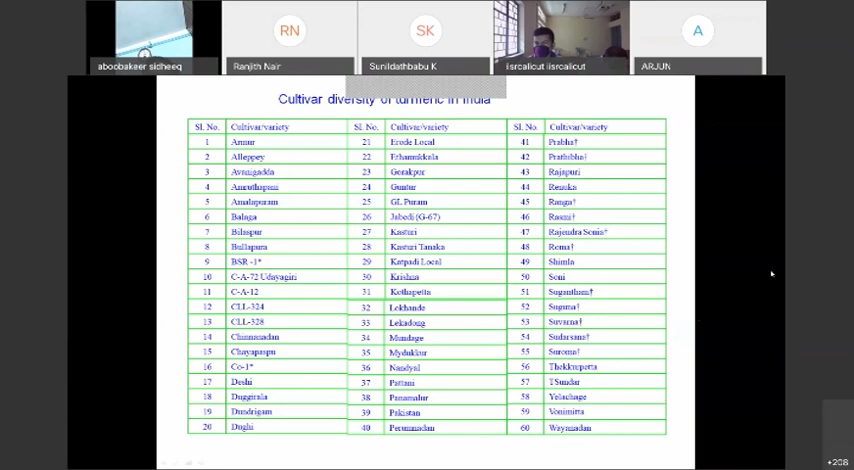 RN
SK
A
aboobakeer sidheeq
Ranjith Nair
Sunildathbabu K
iisrcalicut iisrcalicut
ARJUN
Cultivar diversity of turmeric in India
Sl. No. Cultivar/variety Sl. No. Cultivar/variety Sl. No. Cultivar/variety
1 Armur 21 Erode Local 41 Prabha†
2 Alleppey 22 Ethamukkala 42 Prathibha†
3 Avanigadda 23 Gorakpur 43 Rajapuri
4 Amruthapani 24 Guntur 44 Renuka
5 Amalapuram 25 GL Puram 45 Ranga†
6 Balaga 26 Jabedi (G-67) 46 Rasmi†
7 Bilaspur 27 Kasturi 47 Rajendra Sonia†
8 Bullapura 28 Kasturi Tanaka 48 Roma†
9 BSR -1* 29 Katpadi Local 49 Shimla
10 C-A-72 Udayagiri 30 Krishna 50 Soni
11 C-A-12 31 Kothapetta 51 Sugantham†
12 CLL-324 32 Lokhande 52 Suguna†
13 CLL-328 33 Lekadong 53 Suvarna†
14 Chinnanadan 34 Mundage 54 Sudarsana†
15 Chayapaspu 35 Mydukkur 55 Suroma†
16 Co-1* 36 Nandyal 56 Thekkurpetta
17 Deshi 37 Pattani 57 TSundar
18 Duggirala 38 Panamalur 58 Yelachage
19 Dundrigam 39 Pakistan 59 Vonimitta
20 Dughi 40 Perumnadan 60 Wayanadan
+208